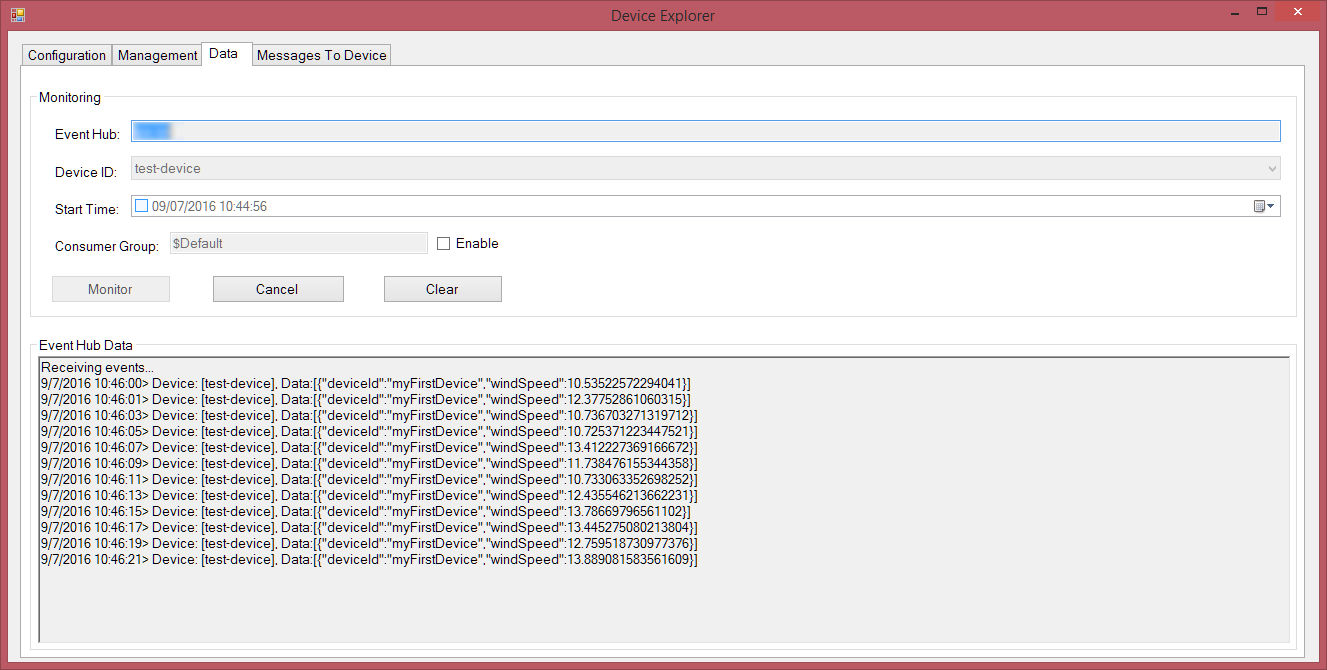 Device Explorer
Configuration Management Data Messages To Device
Monitoring
Event Hub:
Device ID: test-device
Start Time: 09/07/2016 10:44:56
Consumer Group: $Default Enable
Monitor Cancel Clear
Event Hub Data
Receiving events...
9/7/2016 10:46:00> Device: [test-device], Data:[{"deviceId":"myFirstDevice","windSpeed":10.53522572294041}]
9/7/2016 10:46:01> Device: [test-device], Data:[{"deviceId":"myFirstDevice","windSpeed":12.37752861060315}]
9/7/2016 10:46:03> Device: [test-device], Data:[{"deviceId":"myFirstDevice","windSpeed":10.736703271319712}]
9/7/2016 10:46:05> Device: [test-device], Data:[{"deviceId":"myFirstDevice","windSpeed":10.725371223447521}]
9/7/2016 10:46:07> Device: [test-device], Data:[{"deviceId":"myFirstDevice","windSpeed":13.412227369166672}]
9/7/2016 10:46:09> Device: [test-device], Data:[{"deviceId":"myFirstDevice","windSpeed":11.738476155344358}]
9/7/2016 10:46:11> Device: [test-device], Data:[{"deviceId":"myFirstDevice","windSpeed":10.733063352698252}]
9/7/2016 10:46:13> Device: [test-device], Data:[{"deviceId":"myFirstDevice","windSpeed":12.435546213662231}]
9/7/2016 10:46:15> Device: [test-device], Data:[{"deviceId":"myFirstDevice","windSpeed":13.78669796561102}]
9/7/2016 10:46:17> Device: [test-device], Data:[{"deviceId":"myFirstDevice","windSpeed":13.445275080213804}]
9/7/2016 10:46:19> Device: [test-device], Data:[{"deviceId":"myFirstDevice","windSpeed":12.759518730977376}]
9/7/2016 10:46:21> Device: [test-device], Data:[{"deviceId":"myFirstDevice","windSpeed":13.889081583561609}]